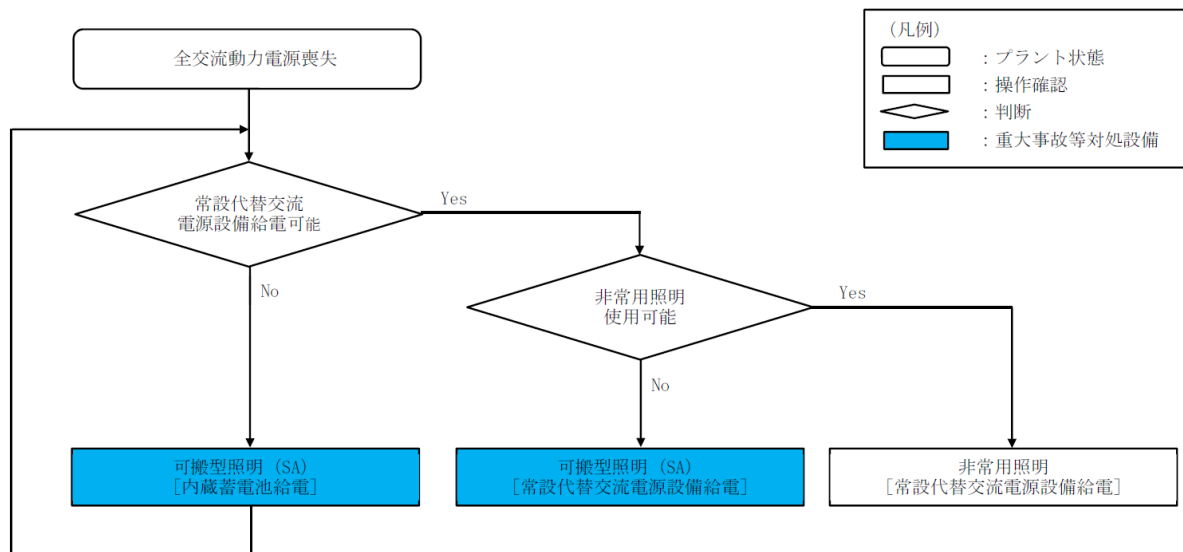 全交流動力電源喪失
(凡例)
：プラント状態
：操作確認
：判断
：重大事故等対処設備
常設代替交流
電源設備給電可能
Yes
No
非常用照明
使用可能
Yes
No
可搬型照明 (SA)
[内蔵蓄電池給電]
可搬型照明 (SA)
[常設代替交流電源設備給電]
非常用照明
[常設代替交流電源設備給電]